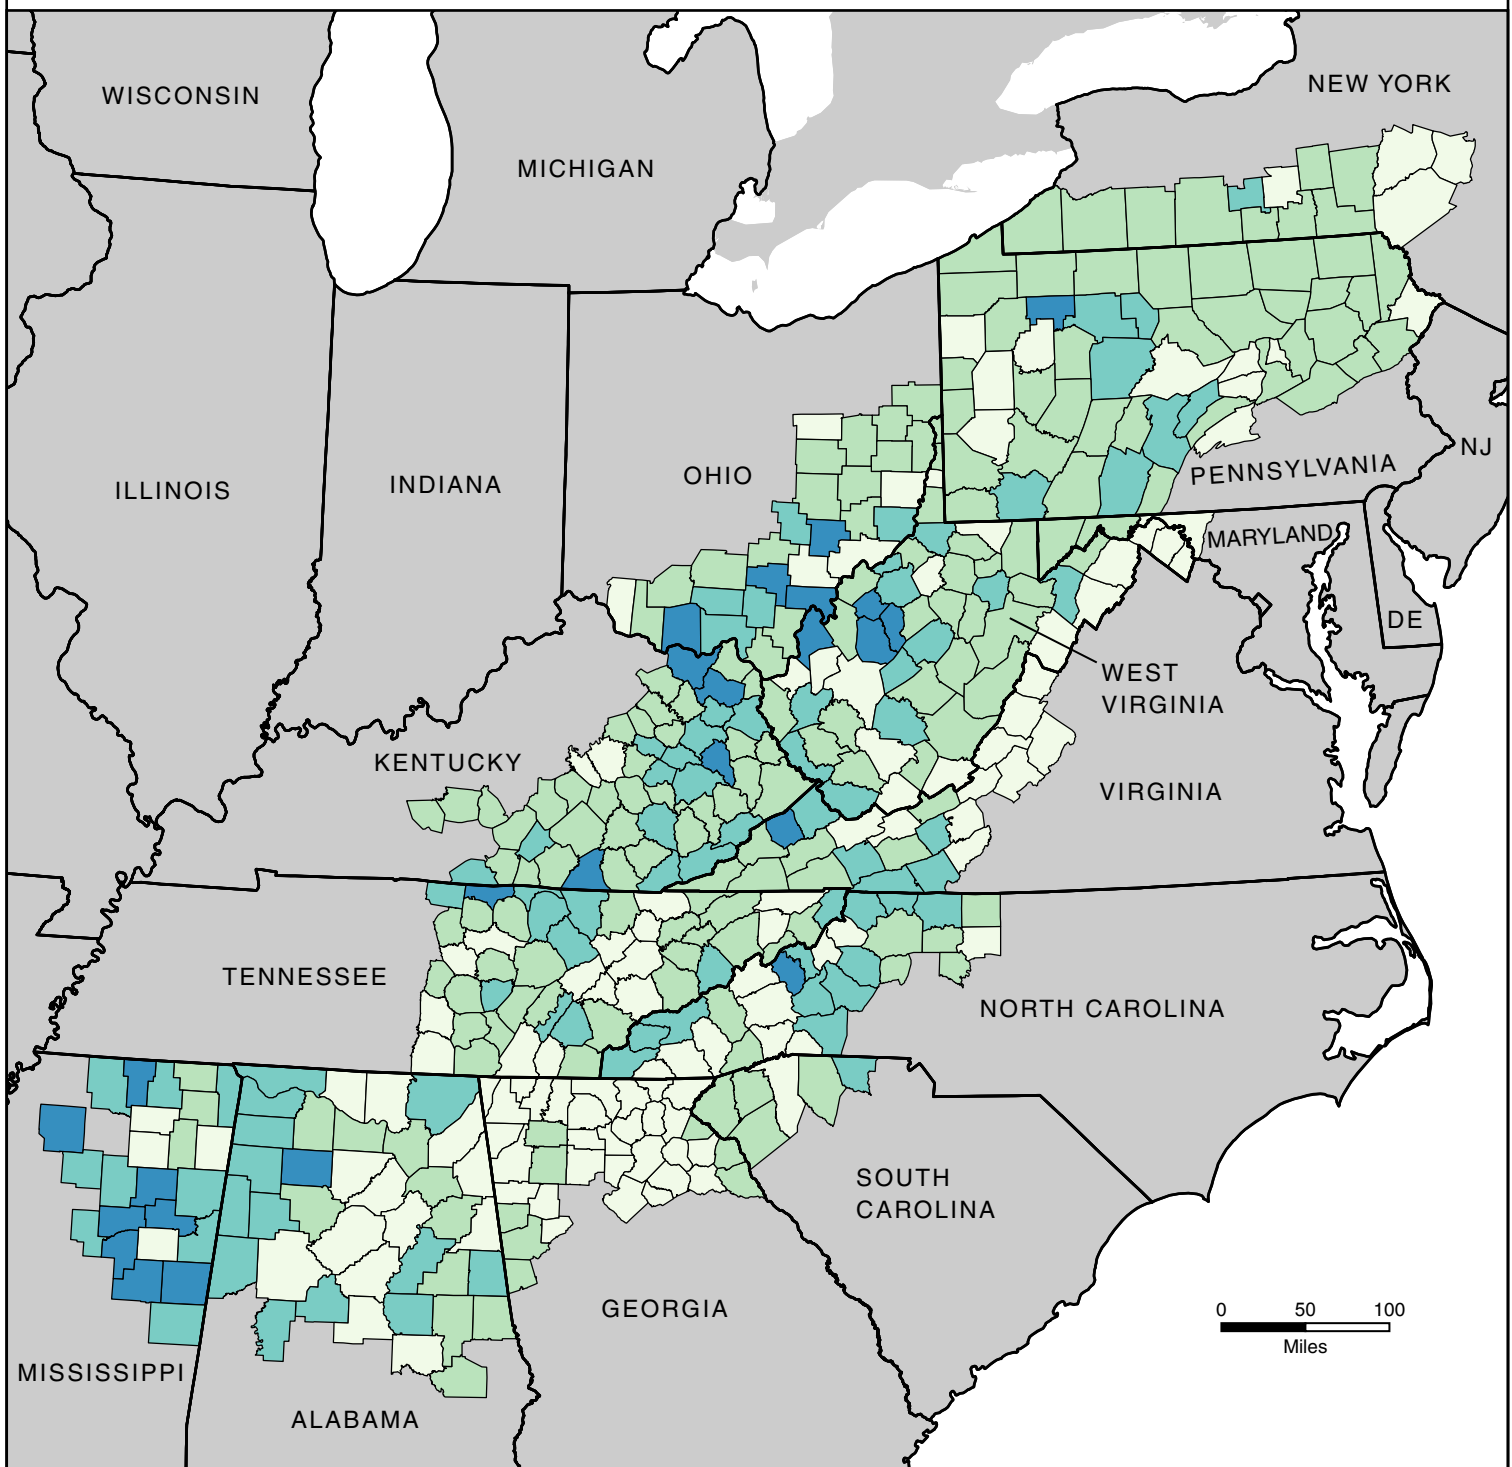 NEW YORK
WISCONSIN
MICHIGAN
NJ
OHIO
PENNSYLVANIA
ILLINOIS
INDIANA
MARYLAND
DE
WEST
VIRGINIA
KENTUCKY
VIRGINIA
TENNESSEE
NORTH CAROLINA
SOUTH
CAROLINA
GEORGIA
0 50 100
Miles
MISSISSIPPI
ALABAMA